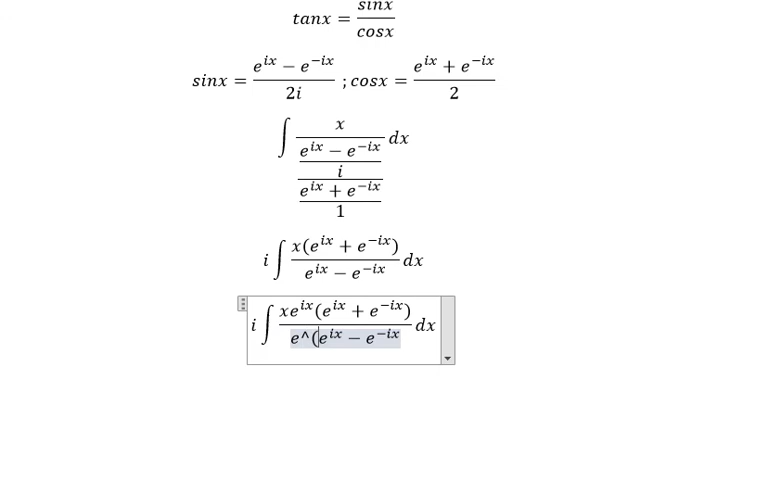 tanx = sinx/cosx
sinx = (e^{ix} − e^{−ix})/2i ; cosx = (e^{ix} + e^{−ix})/2
∫ x/(((e^{ix} − e^{−ix})/i)/((e^{ix} + e^{−ix})/1)) dx
i ∫ x(e^{ix} + e^{−ix})/(e^{ix} − e^{−ix}) dx
i ∫ xe^{ix}(e^{ix} + e^{−ix})/(e^(e^{ix} − e^{−ix}) dx